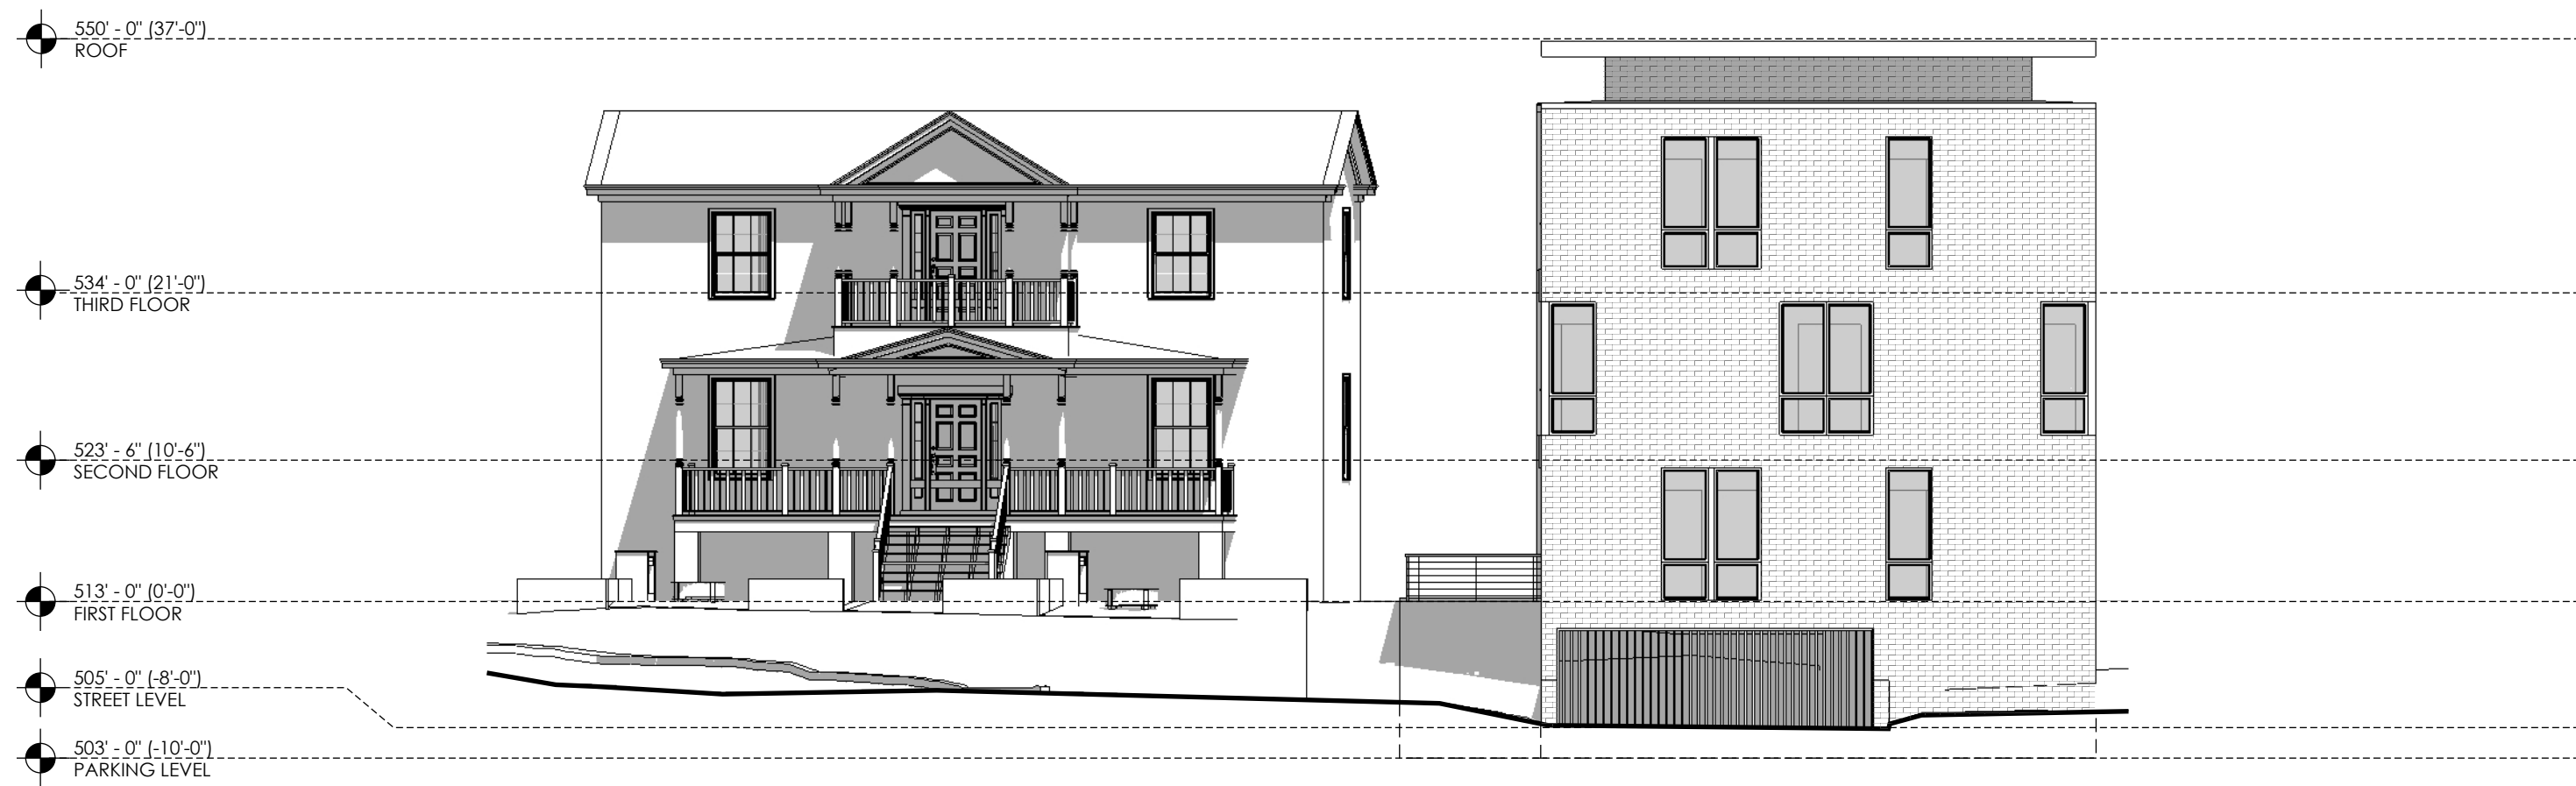 550' - 0" (37'-0")
ROOF
534' - 0" (21'-0")
THIRD FLOOR
523' - 6" (10'-6")
SECOND FLOOR
513' - 0" (0'-0")
FIRST FLOOR
505' - 0" (-8'-0")
STREET LEVEL
503' - 0" (-10'-0")
PARKING LEVEL